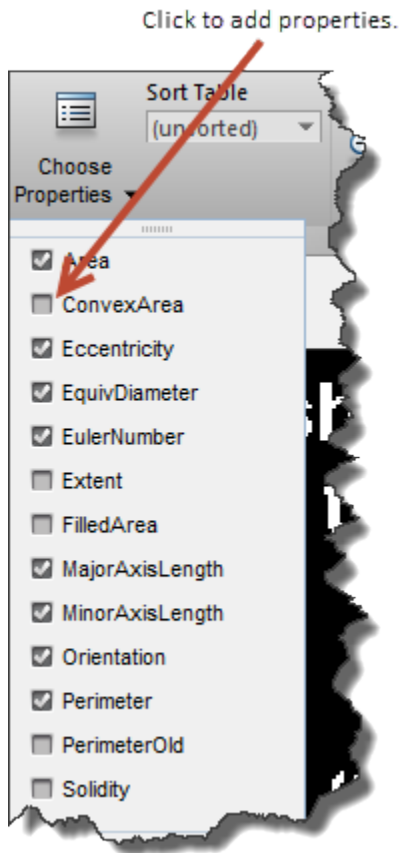 Click to add properties.
Sort Table
(unsorted)
Choose
Properties
Area
ConvexArea
Eccentricity
EquivDiameter
EulerNumber
Extent
FilledArea
MajorAxisLength
MinorAxisLength
Orientation
Perimeter
PerimeterOld
Solidity